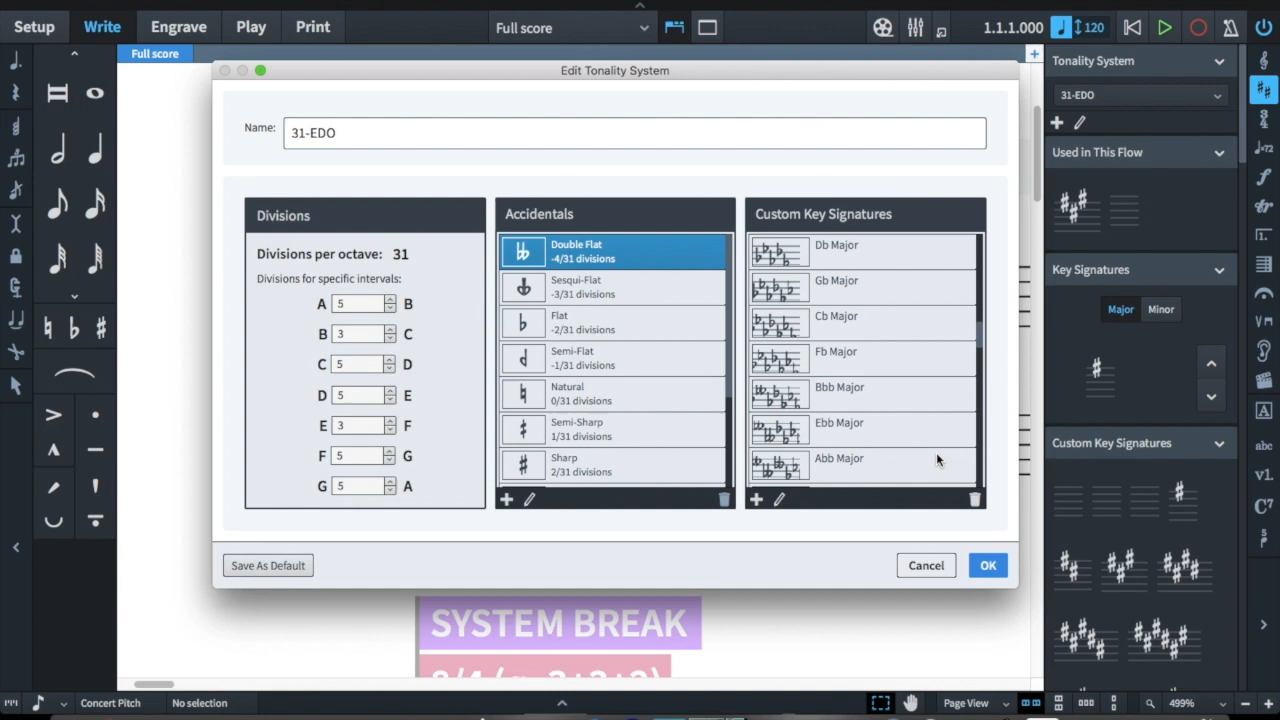 Setup
Write
Engrave
Play
Print
Full score
1.1.1.000
120
Full score
Edit Tonality System
Name:
31-EDO
Divisions
Divisions per octave: 31
Divisions for specific intervals:
A 5 B
B 3 C
C 5 D
D 5 E
E 3 F
F 5 G
G 5 A
Accidentals
Double Flat
-4/31 divisions
Sesqui-Flat
-3/31 divisions
Flat
-2/31 divisions
Semi-Flat
-1/31 divisions
Natural
0/31 divisions
Semi-Sharp
1/31 divisions
Sharp
2/31 divisions
Custom Key Signatures
Db Major
Gb Major
Cb Major
Fb Major
Bbb Major
Ebb Major
Abb Major
Save As Default
Cancel
OK
SYSTEM BREAK
Tonality System
31-EDO
Used in This Flow
Key Signatures
Major
Minor
Custom Key Signatures
abc
v1.
C7
Concert Pitch
No selection
Page View
499%